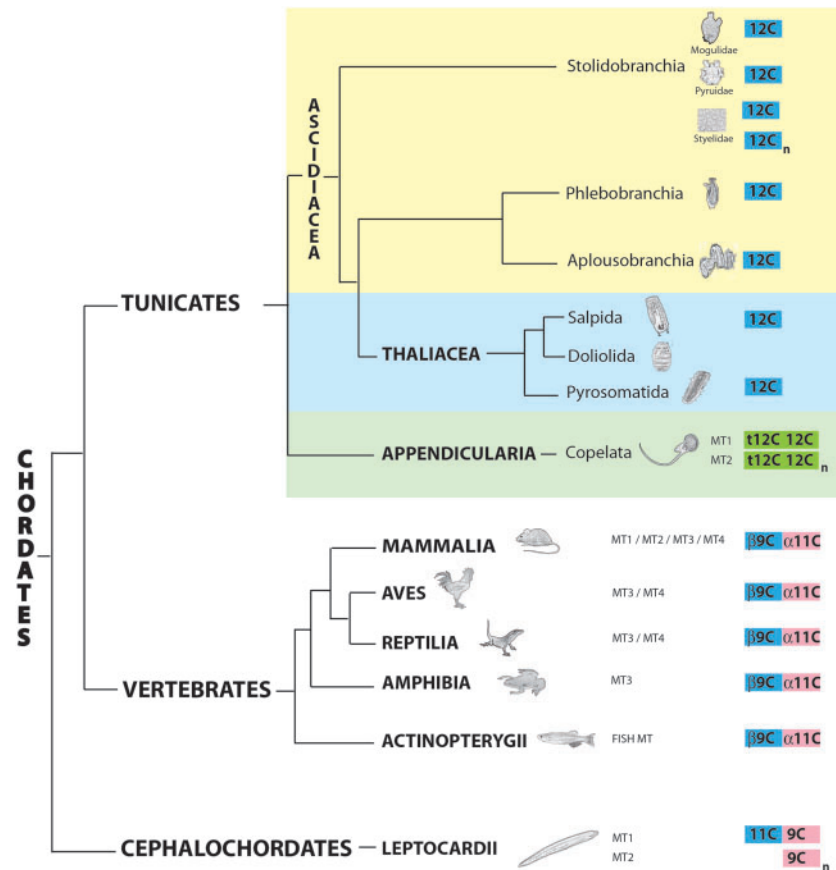 CHORDATES
TUNICATES
ASCIDIACEA
Stolidobranchia
Mogulidae
12C
Pyruidae
12C
12C
Styelidae
12C n
Phlebobranchia
12C
Aplousobranchia
12C
THALIACEA
Salpida
12C
Doliolida
Pyrosomatida
12C
APPENDICULARIA
Copelata
MT1
t12C 12C
MT2
t12C 12C n
VERTEBRATES
MAMMALIA
MT1 / MT2 / MT3 / MT4
β9C α11C
AVES
MT3 / MT4
β9C α11C
REPTILIA
MT3 / MT4
β9C α11C
AMPHIBIA
MT3
β9C α11C
ACTINOPTERYGII
FISH MT
β9C α11C
CEPHALOCHORDATES
LEPTOCARDII
MT1
11C 9C
MT2
9C n